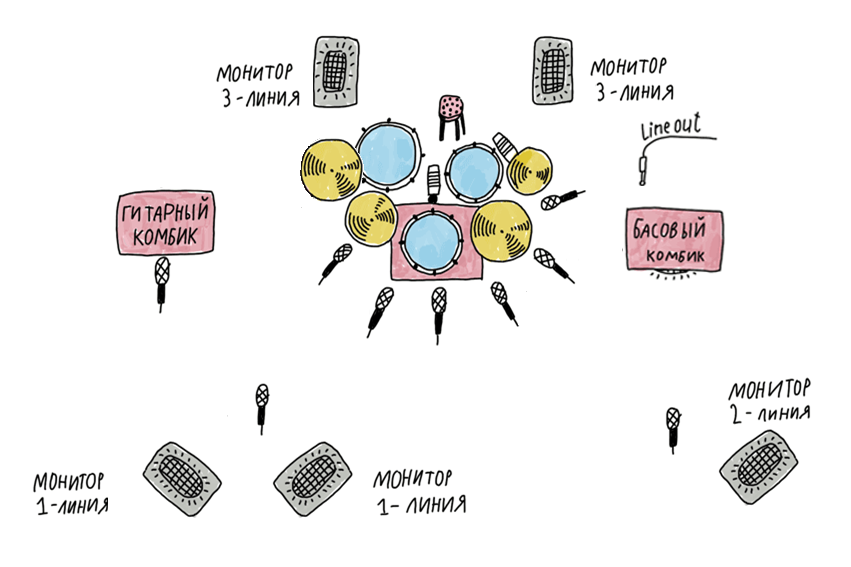 МОНИТОР
3-ЛИНИЯ
МОНИТОР
3-ЛИНИЯ
Line out
ГИТАРНЫЙ
КОМБИК
БАСОВЫЙ
КОМБИК
МОНИТОР
2-ЛИНИЯ
МОНИТОР
1-ЛИНИЯ
МОНИТОР
1-ЛИНИЯ